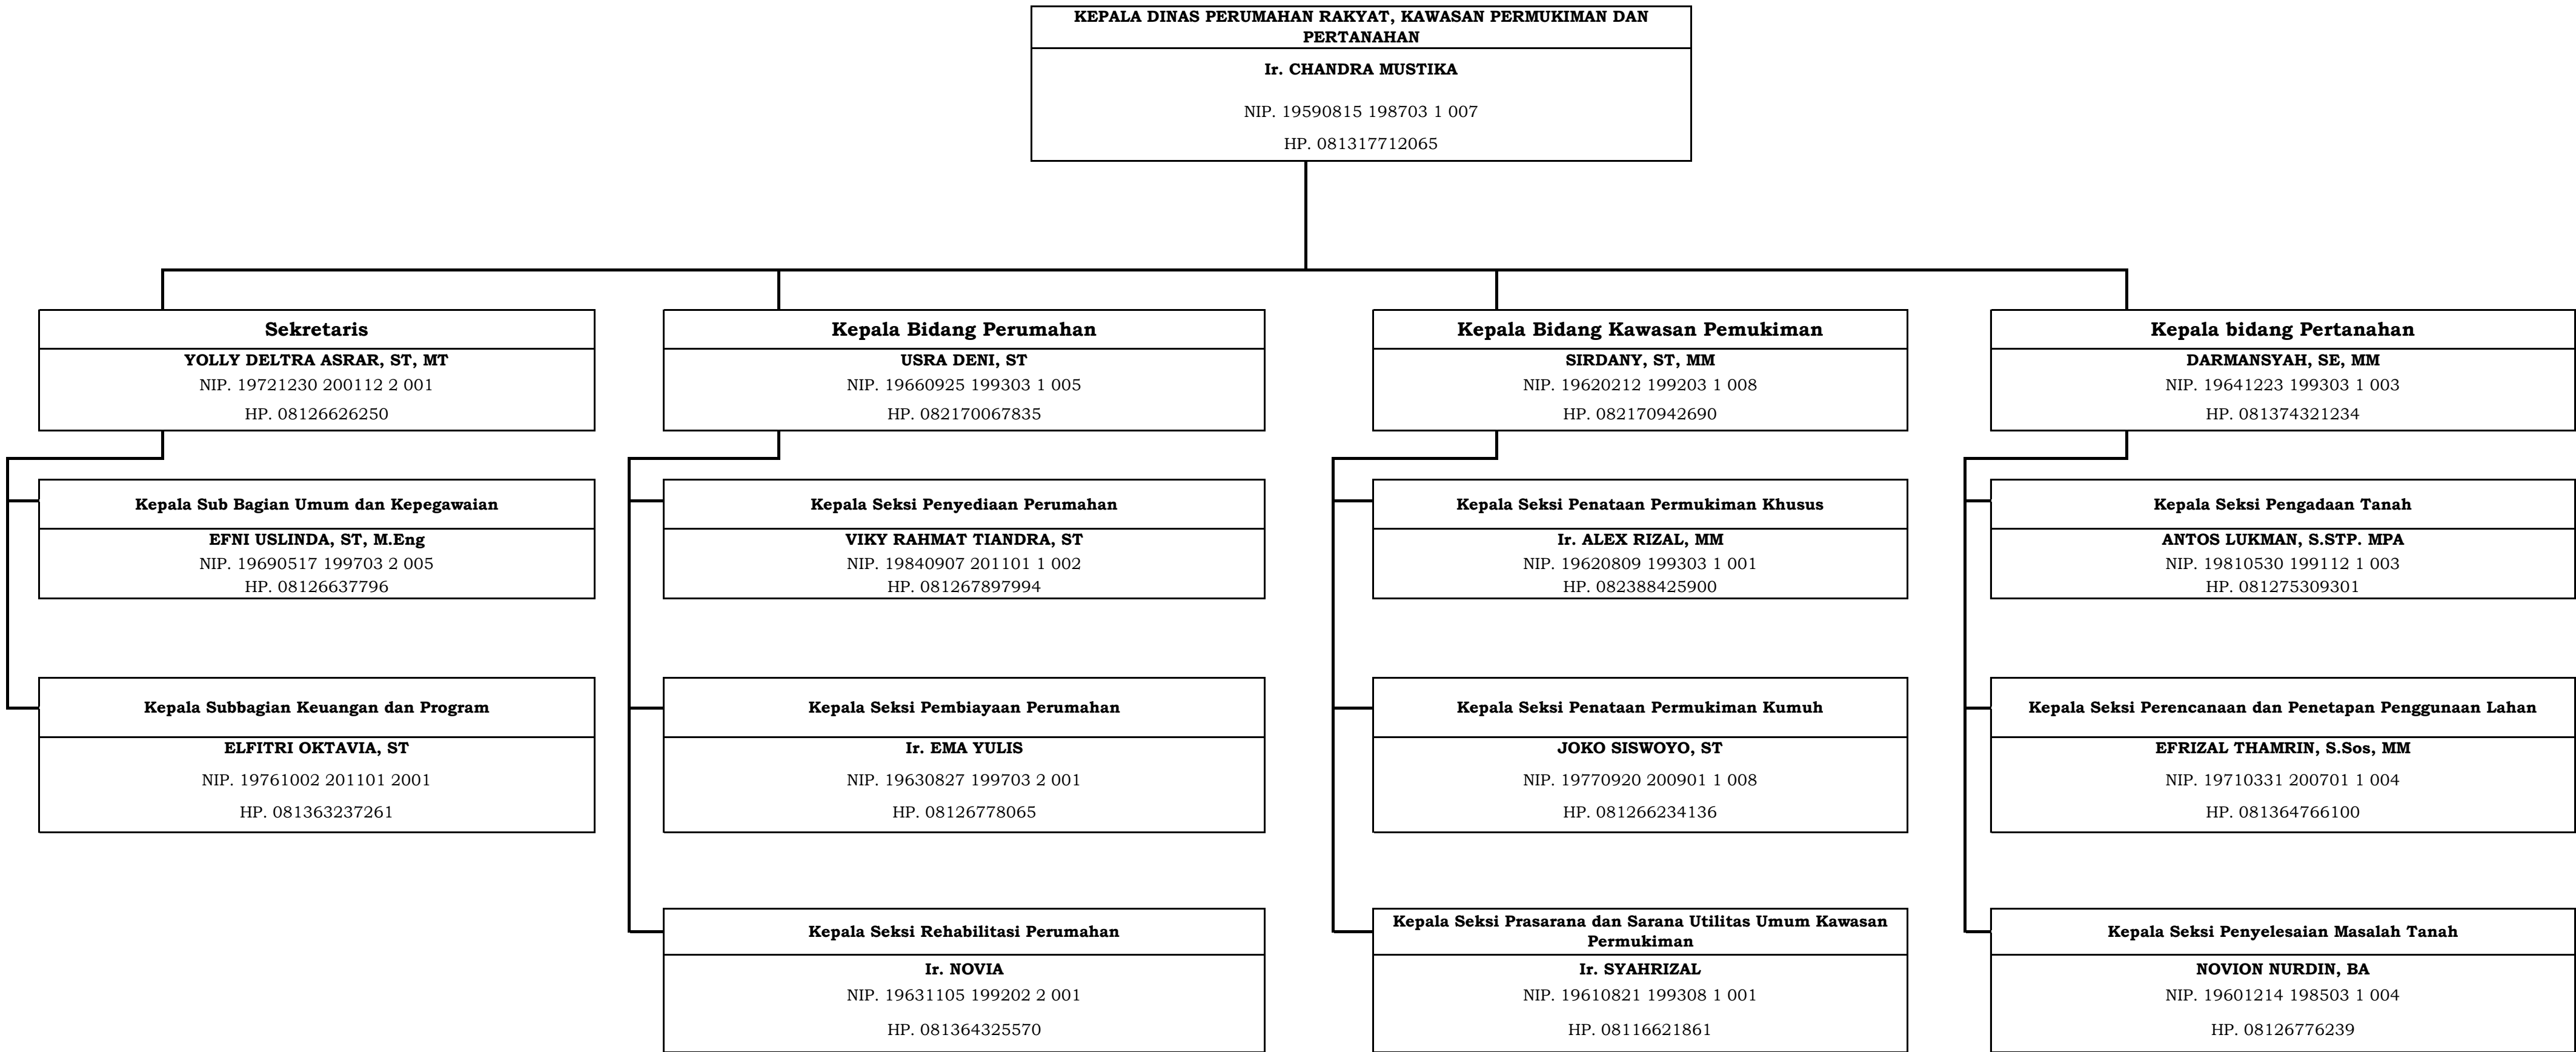 KEPALA DINAS PERUMAHAN RAKYAT, KAWASAN PERMUKIMAN DAN
PERTANAHAN
Ir. CHANDRA MUSTIKA
NIP. 19590815 198703 1 007
HP. 081317712065
Sekretaris
YOLLY DELTRA ASRAR, ST, MT
NIP. 19721230 200112 2 001
HP. 08126626250
Kepala Sub Bagian Umum dan Kepegawaian
EFNI USLINDA, ST, M.Eng
NIP. 19690517 199703 2 005
HP. 08126637796
Kepala Subbagian Keuangan dan Program
ELFITRI OKTAVIA, ST
NIP. 19761002 201101 2001
HP. 081363237261
Kepala Bidang Perumahan
USRA DENI, ST
NIP. 19660925 199303 1 005
HP. 082170067835
Kepala Seksi Penyediaan Perumahan
VIKY RAHMAT TIANDRA, ST
NIP. 19840907 201101 1 002
HP. 081267897994
Kepala Seksi Pembiayaan Perumahan
Ir. EMA YULIS
NIP. 19630827 199703 2 001
HP. 08126778065
Kepala Seksi Rehabilitasi Perumahan
Ir. NOVIA
NIP. 19631105 199202 2 001
HP. 081364325570
Kepala Bidang Kawasan Pemukiman
SIRDANY, ST, MM
NIP. 19620212 199203 1 008
HP. 082170942690
Kepala Seksi Penataan Permukiman Khusus
Ir. ALEX RIZAL, MM
NIP. 19620809 199303 1 001
HP. 082388425900
Kepala Seksi Penataan Permukiman Kumuh
JOKO SISWOYO, ST
NIP. 19770920 200901 1 008
HP. 081266234136
Kepala Seksi Prasarana dan Sarana Utilitas Umum Kawasan
Permukiman
Ir. SYAHRIZAL
NIP. 19610821 199308 1 001
HP. 08116621861
Kepala bidang Pertanahan
DARMANSYAH, SE, MM
NIP. 19641223 199303 1 003
HP. 081374321234
Kepala Seksi Pengadaan Tanah
ANTOS LUKMAN, S.STP. MPA
NIP. 19810530 199112 1 003
HP. 081275309301
Kepala Seksi Perencanaan dan Penetapan Penggunaan Lahan
EFRIZAL THAMRIN, S.Sos, MM
NIP. 19710331 200701 1 004
HP. 081364766100
Kepala Seksi Penyelesaian Masalah Tanah
NOVION NURDIN, BA
NIP. 19601214 198503 1 004
HP. 08126776239